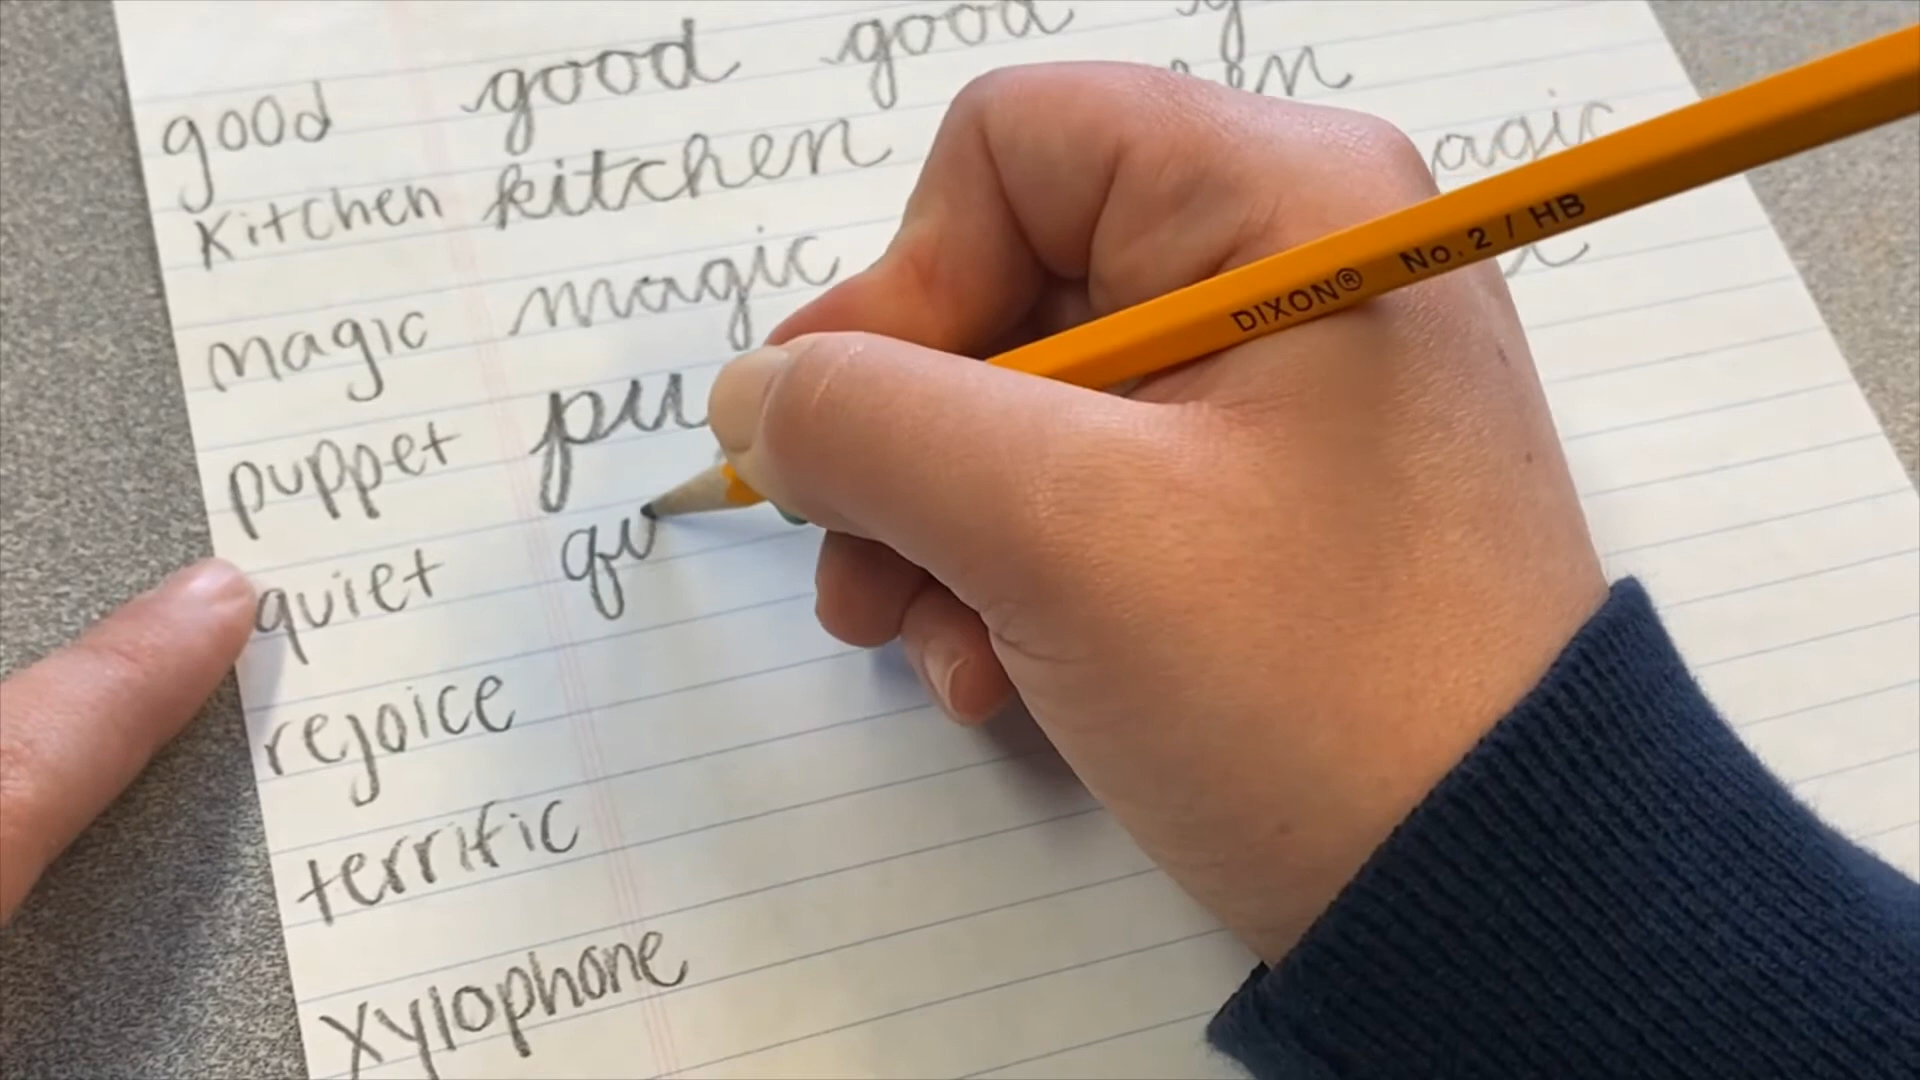 good good good
kitchen kitchen
magic magic
puppet pu
quiet qu
rejoice
terrific
xylophone
DIXON® No. 2 / HB